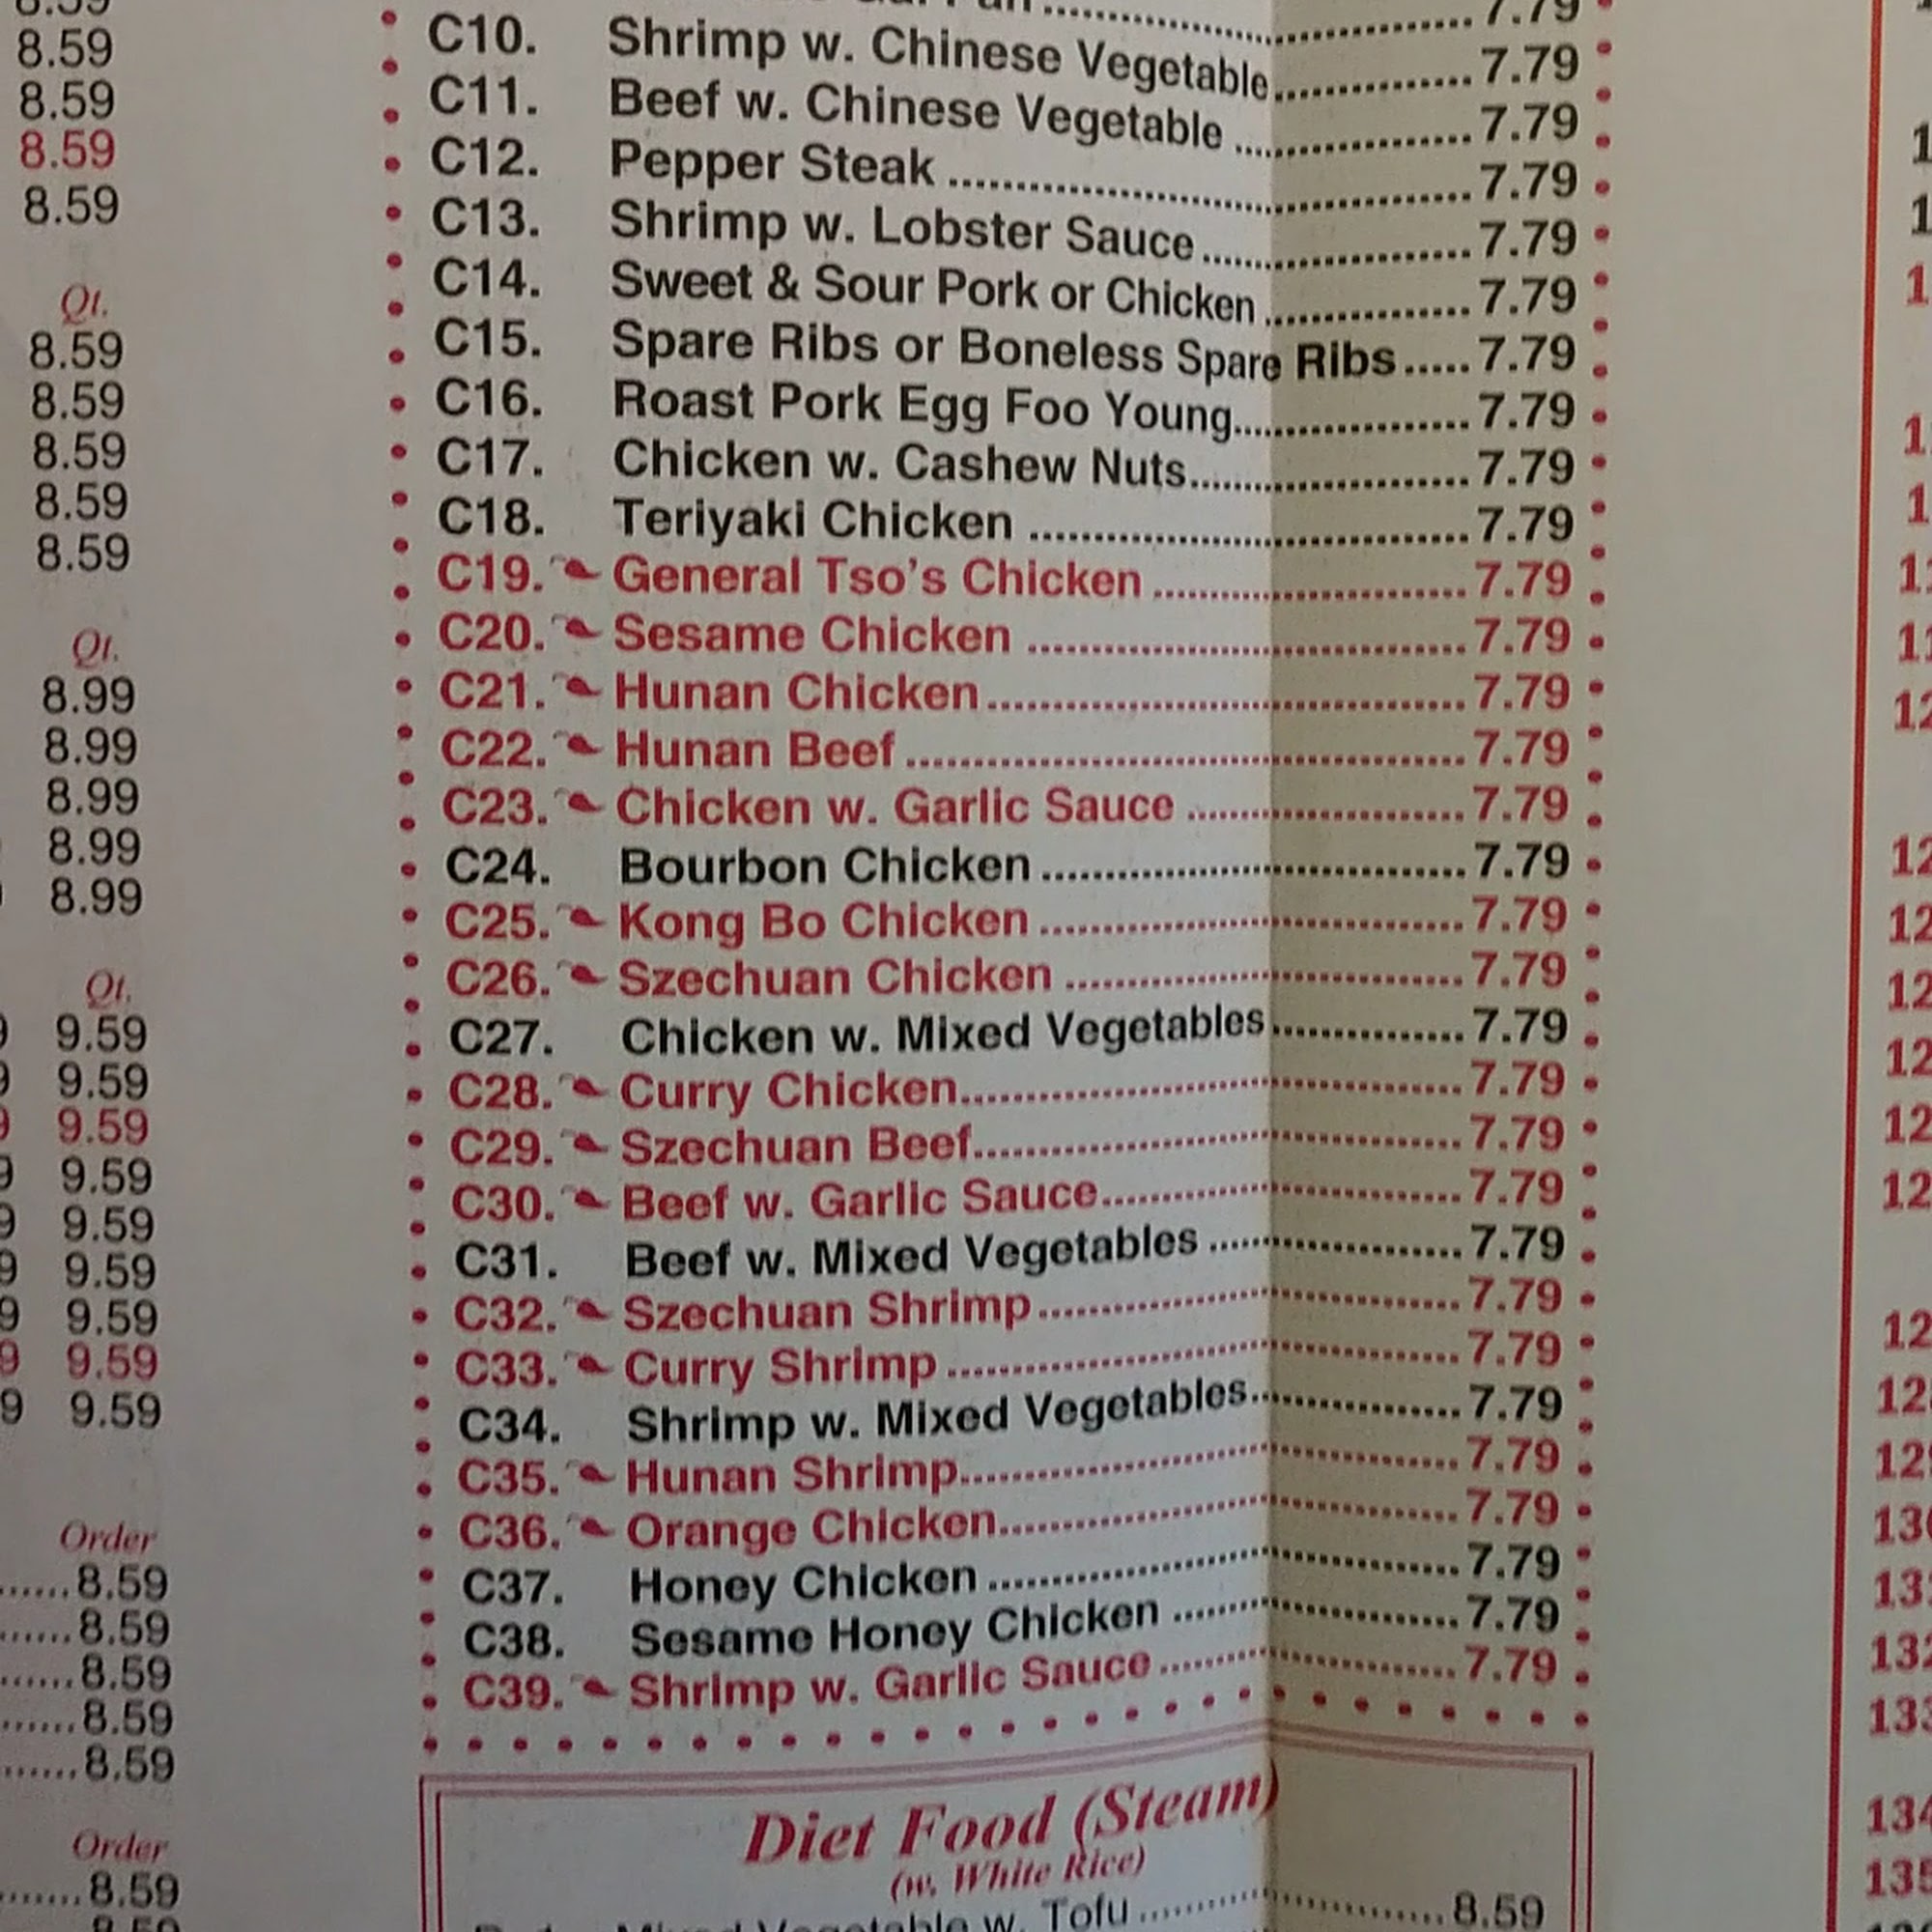 8.59
8.59
8.59
8.59
Qt.
8.59
8.59
8.59
8.59
8.59
Qt.
8.99
8.99
8.99
8.99
8.99
Qt.
9.59
9.59
9.59
9.59
9.59
9.59
9.59
9.59
9.59
Order
......8.59
......8.59
......8.59
......8.59
......8.59
Order
......8.59
7.79
C10. Shrimp w. Chinese Vegetable..............7.79
C11. Beef w. Chinese Vegetable ................7.79
C12. Pepper Steak ................................7.79
C13. Shrimp w. Lobster Sauce....................7.79
C14. Sweet & Sour Pork or Chicken ...............7.79
C15. Spare Ribs or Boneless Spare Ribs.....7.79
C16. Roast Pork Egg Foo Young..................7.79
C17. Chicken w. Cashew Nuts.....................7.79
C18. Teriyaki Chicken ..............................7.79
C19. General Tso's Chicken ......................7.79
C20. Sesame Chicken ..............................7.79
C21. Hunan Chicken................................7.79
C22. Hunan Beef.....................................7.79
C23. Chicken w. Garlic Sauce ....................7.79
C24. Bourbon Chicken.............................7.79
C25. Kong Bo Chicken .............................7.79
C26. Szechuan Chicken ...........................7.79
C27. Chicken w. Mixed Vegetables..............7.79
C28. Curry Chicken.................................7.79
C29. Szechuan Beef................................7.79
C30. Beef w. Garlic Sauce.........................7.79
C31. Beef w. Mixed Vegetables ..................7.79
C32. Szechuan Shrimp.............................7.79
C33. Curry Shrimp ..................................7.79
C34. Shrimp w. Mixed Vegetables...............7.79
C35. Hunan Shrimp.................................7.79
C36. Orange Chicken...............................7.79
C37. Honey Chicken ................................7.79
C38. Sesame Honey Chicken ....................7.79
C39. Shrimp w. Garlic Sauce.....................7.79
Diet Food (Steam)
(w. White Rice)
Mixed Vegetable w. Tofu.....................8.59
132
133
134
135